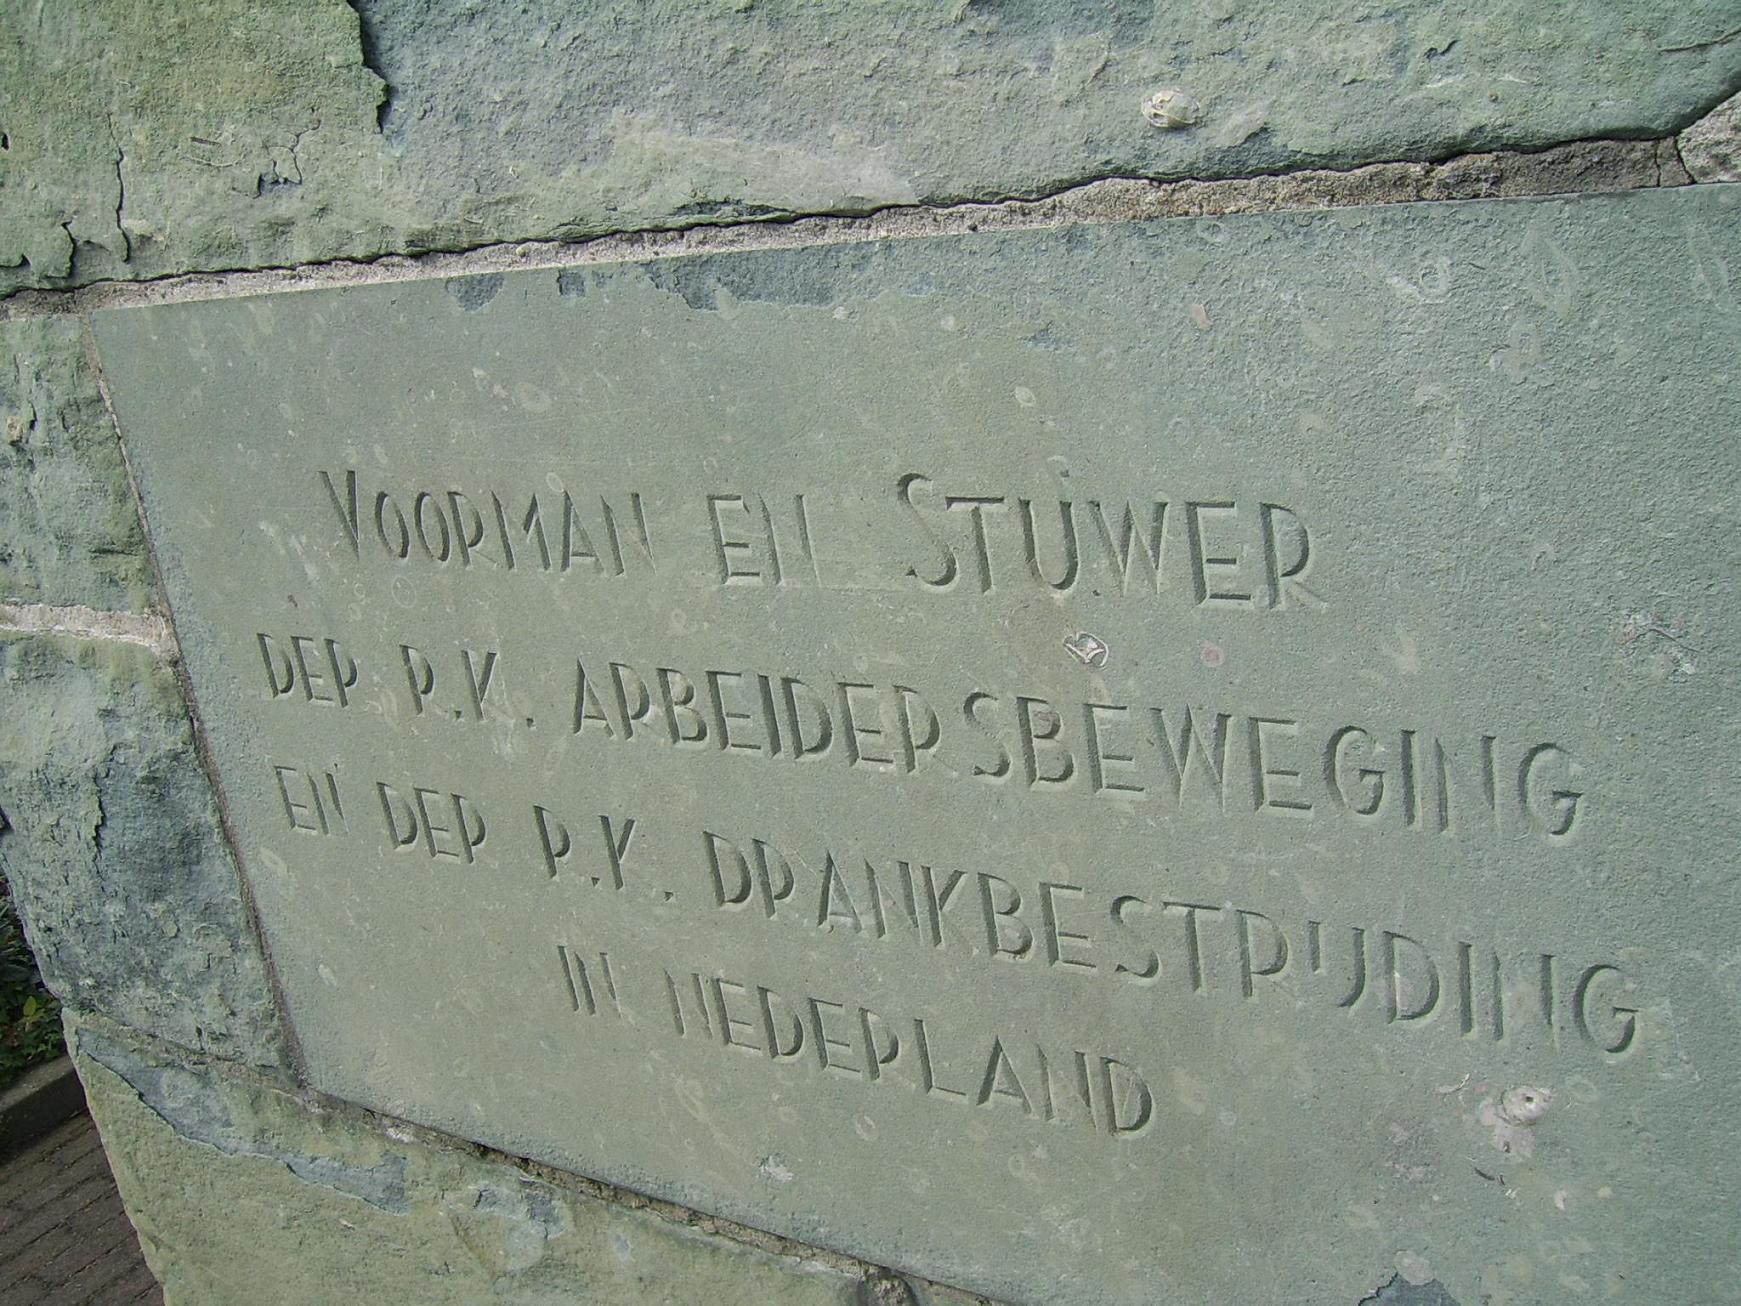 VOORMAN EN STUWER
DER R.K. ARBEIDERSBEWEGING
EN DER R.K. DRANKBESTRIJDING
IN NEDERLAND